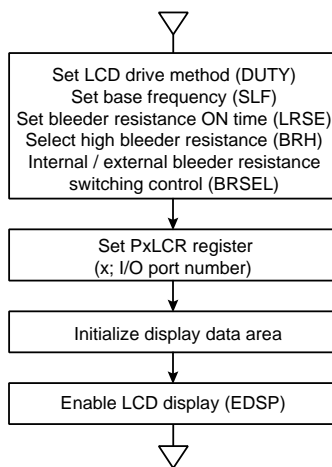 Set LCD drive method (DUTY)
Set base frequency (SLF)
Set bleeder resistance ON time (LRSE)
Select high bleeder resistance (BRH)
Internal / external bleeder resistance
switching control (BRSEL)
Set PxLCR register
(x; I/O port number)
Initialize display data area
Enable LCD display (EDSP)